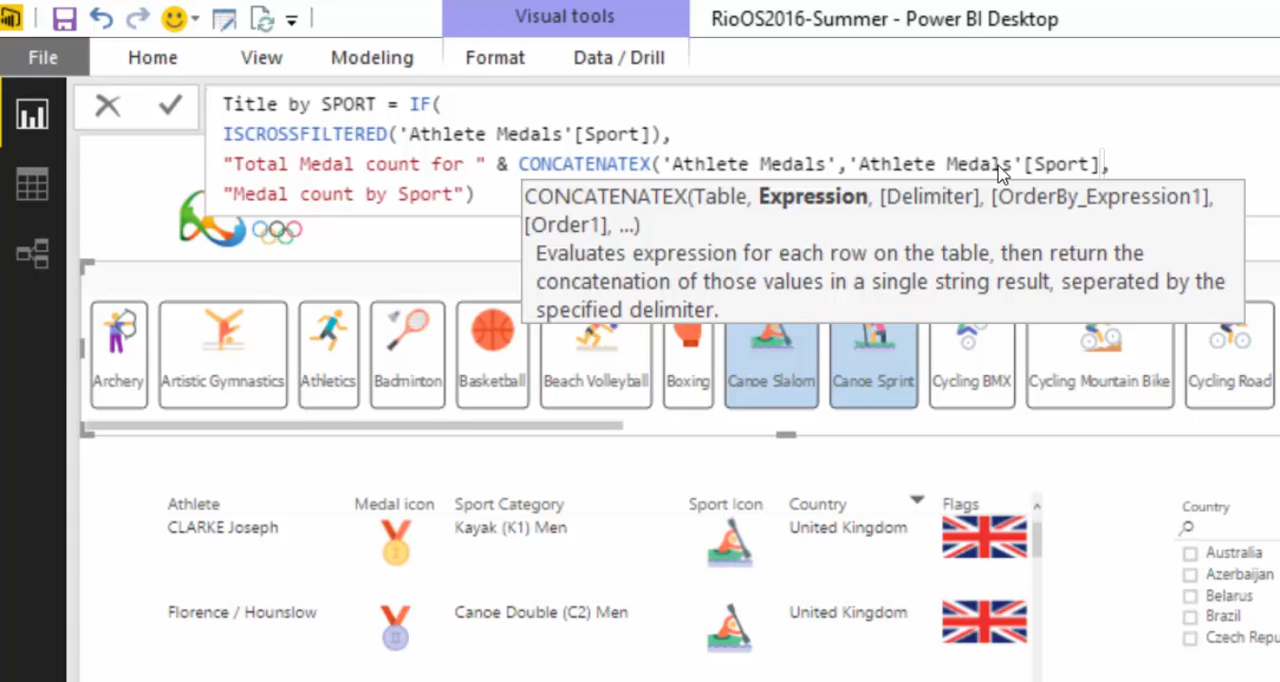 Visual tools
RioOS2016-Summer - Power BI Desktop
File Home View Modeling Format Data / Drill
Title by SPORT = IF(
ISCROSSFILTERED('Athlete Medals'[Sport]),
"Total Medal count for " & CONCATENATEX('Athlete Medals','Athlete Medals'[Sport],
"Medal count by Sport")
CONCATENATEX(Table, Expression, [Delimiter], [OrderBy_Expression1],
[Order1], ...)
Evaluates expression for each row on the table, then return the
concatenation of those values in a single string result, seperated by the
specified delimiter.
Archery Artistic Gymnastics Athletics Badminton Basketball Beach Volleyball Boxing Canoe Slalom Canoe Sprint Cycling BMX Cycling Mountain Bike Cycling Road
Athlete Medal icon Sport Category Sport Icon Country Flags
CLARKE Joseph Kayak (K1) Men United Kingdom
Florence / Hounslow Canoe Double (C2) Men United Kingdom
Country
Australia
Azerbaijan
Belarus
Brazil
Czech Repu